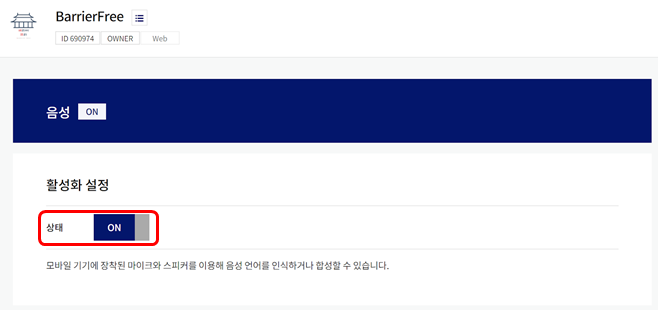 BarrierFree
ID 690974 OWNER Web
음성 ON
활성화 설정
상태 ON
모바일 기기에 장착된 마이크와 스피커를 이용해 음성 언어를 인식하거나 합성할 수 있습니다.